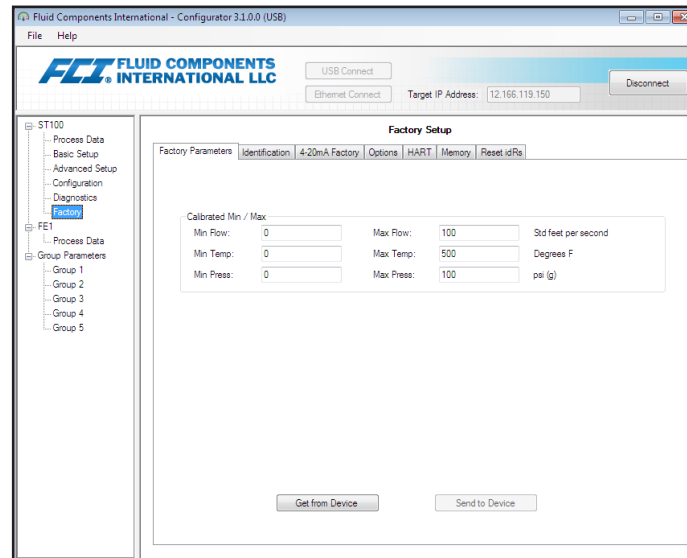 Fluid Components International - Configurator 3.1.0.0 (USB)
File Help
FCI FLUID COMPONENTS
INTERNATIONAL LLC
USB Connect
Ethernet Connect Target IP Address: 12.166.119.150
Disconnect
ST100
Process Data
Basic Setup
Advanced Setup
Configuration
Diagnostics
Factory
FE1
Process Data
Group Parameters
Group 1
Group 2
Group 3
Group 4
Group 5
Factory Setup
Factory Parameters Identification 4-20mA Factory Options HART Memory Reset idRs
Calibrated Min / Max
Min Flow: 0 Max Flow: 100 Std feet per second
Min Temp: 0 Max Temp: 500 Degrees F
Min Press: 0 Max Press: 100 psi (g)
Get from Device Send to Device